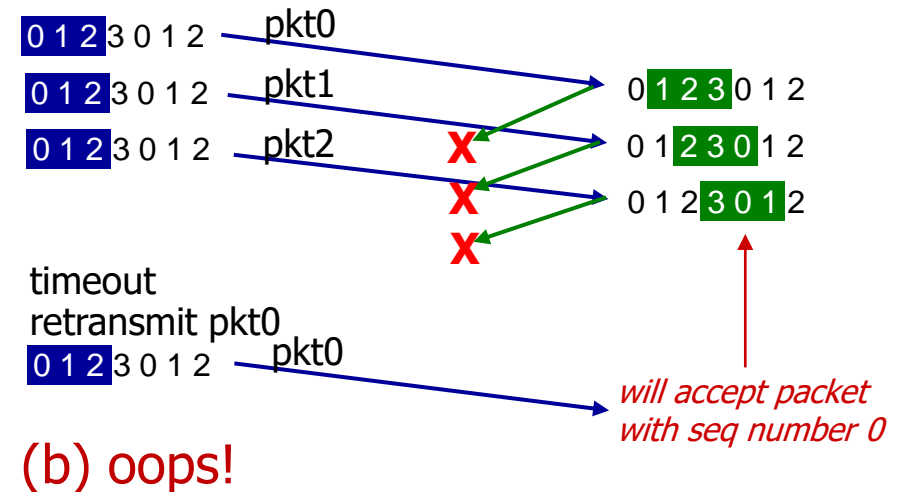 0 1 2 3 0 1 2 pkt0
0 1 2 3 0 1 2
0 1 2 3 0 1 2 pkt1
X 0 1 2 3 0 1 2
0 1 2 3 0 1 2 pkt2
X 0 1 2 3 0 1 2
X
timeout
retransmit pkt0
0 1 2 3 0 1 2 pkt0
will accept packet
with seq number 0
(b) oops!